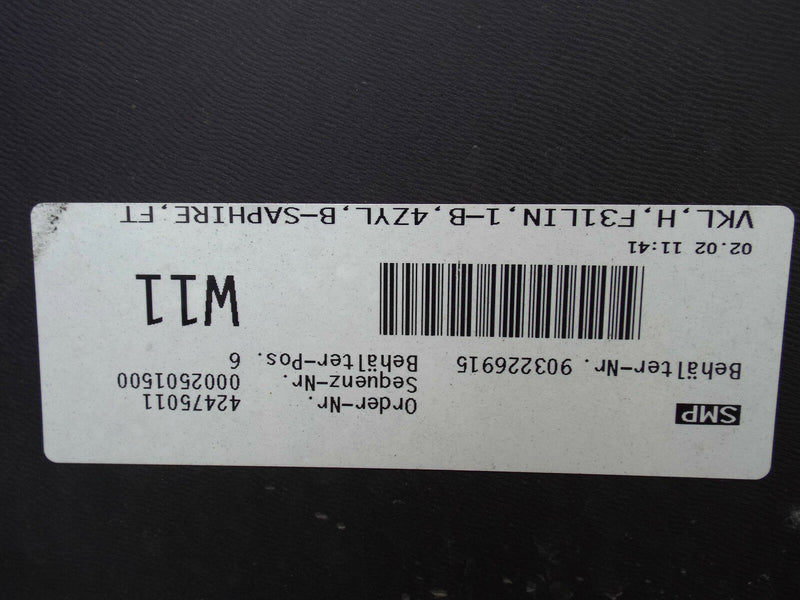 SMP
Order-Nr. 42475011
Sequenz-Nr. 0002501500
Behälter-Nr. 903226915 Behälter-Pos. 6
W11
02.02 11:41
VKL,H,F31LIN,1-B,4ZYL,B-SAPHIRE,FT